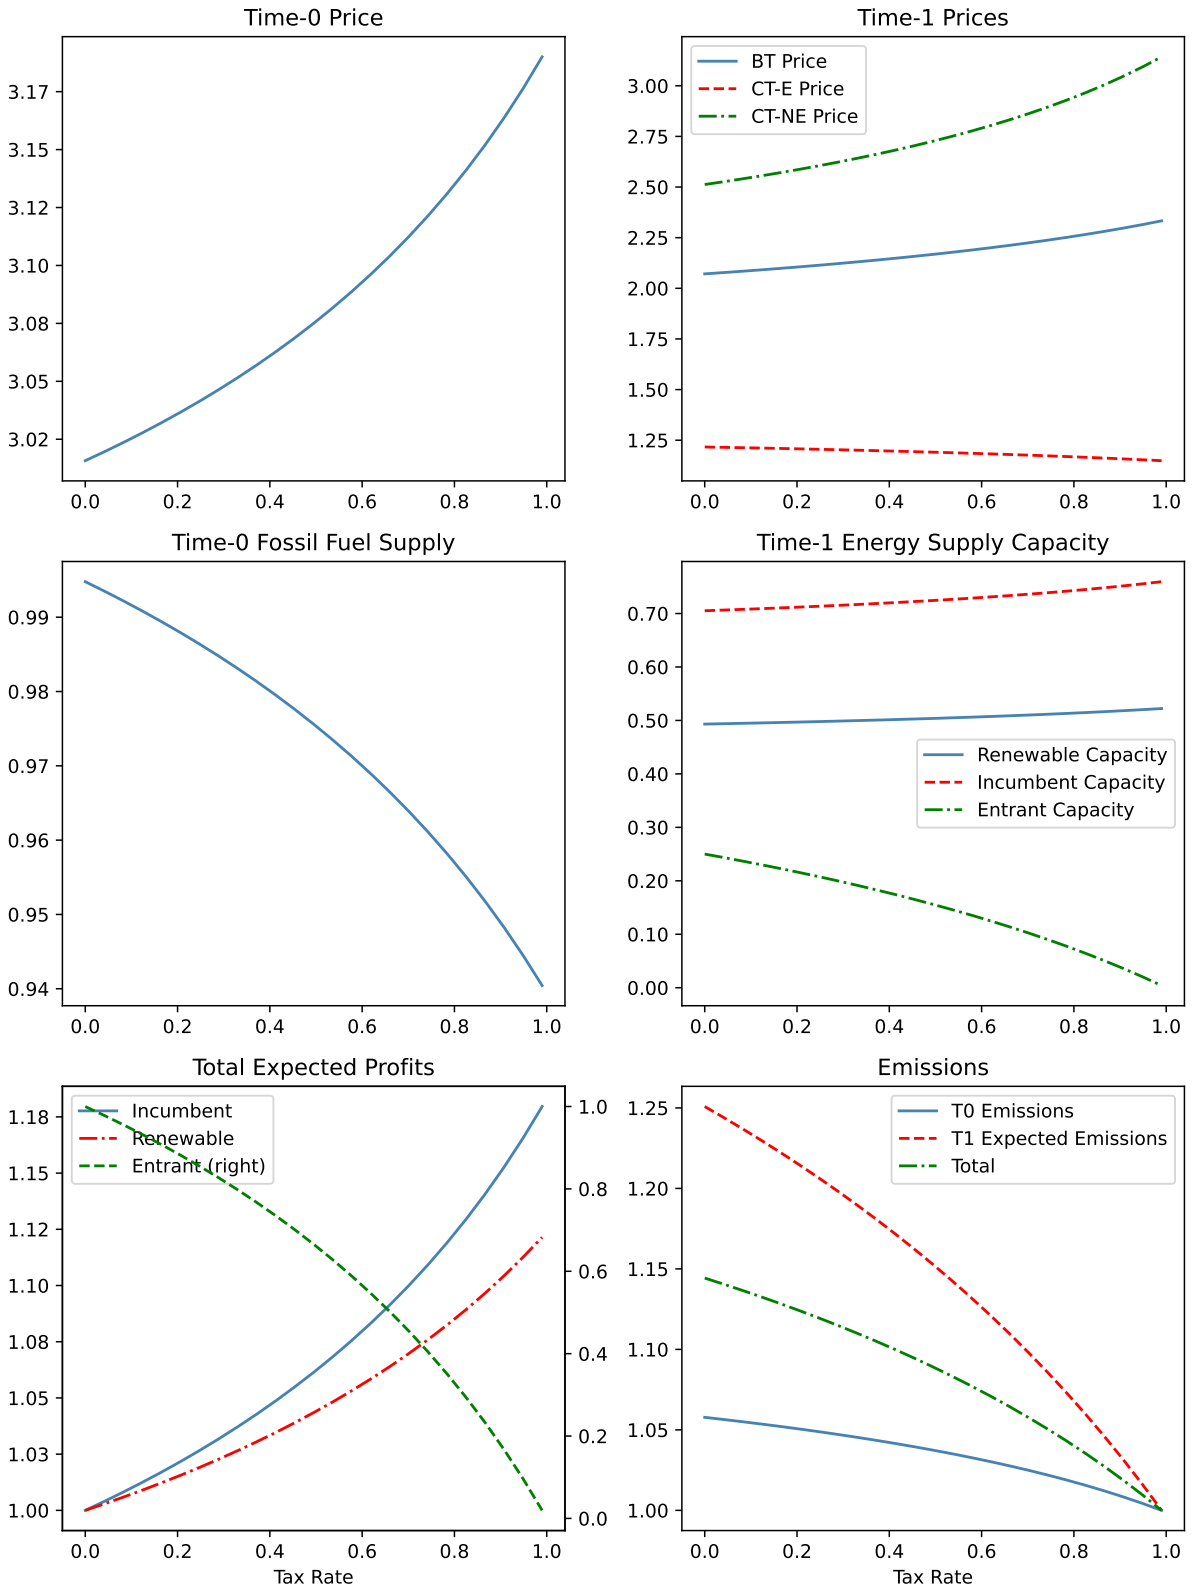 Time-0 Price
3.17
3.15
3.12
3.10
3.08
3.05
3.02
0.0 0.2 0.4 0.6 0.8 1.0
Time-1 Prices
BT Price
CT-E Price
CT-NE Price
3.00
2.75
2.50
2.25
2.00
1.75
1.50
1.25
0.0 0.2 0.4 0.6 0.8 1.0
Time-0 Fossil Fuel Supply
0.99
0.98
0.97
0.96
0.95
0.94
0.0 0.2 0.4 0.6 0.8 1.0
Time-1 Energy Supply Capacity
0.70
0.60
0.50
0.40
0.30
0.20
0.10
0.00
Renewable Capacity
Incumbent Capacity
Entrant Capacity
0.0 0.2 0.4 0.6 0.8 1.0
Total Expected Profits
Incumbent
Renewable
Entrant (right)
1.18
1.15
1.12
1.10
1.08
1.05
1.03
1.00
1.0
0.8
0.6
0.4
0.2
0.0
0.0 0.2 0.4 0.6 0.8 1.0
Tax Rate
Emissions
T0 Emissions
T1 Expected Emissions
Total
1.25
1.20
1.15
1.10
1.05
1.00
0.0 0.2 0.4 0.6 0.8 1.0
Tax Rate